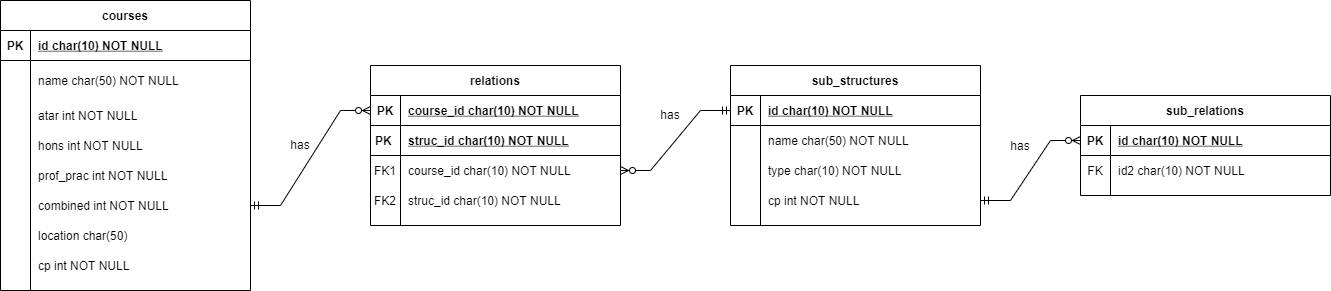 courses
PK id char(10) NOT NULL
name char(50) NOT NULL
atar int NOT NULL
hons int NOT NULL
prof_prac int NOT NULL
combined int NOT NULL
location char(50)
cp int NOT NULL
has
relations
PK course_id char(10) NOT NULL
PK struc_id char(10) NOT NULL
FK1 course_id char(10) NOT NULL
FK2 struc_id char(10) NOT NULL
has
sub_structures
PK id char(10) NOT NULL
name char(50) NOT NULL
type char(10) NOT NULL
cp int NOT NULL
has
sub_relations
PK id char(10) NOT NULL
FK id2 char(10) NOT NULL